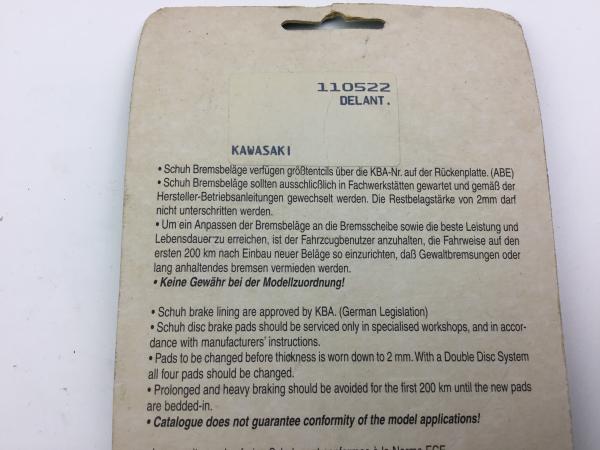 110522
DELANT.
KAWASAKI
• Schuh Bremsbeläge verfügen größtentcils über die KBA-Nr. auf der Rückenplatte. (ABE)
• Schuh Bremsbeläge sollten ausschlicßlich in Fachwerkstätten gewartet und gemäß der
Hersteller-Betriebsanleitungen gewechselt werden. Die Restbelagstärke von 2mm darf
nicht unterschritten werden.
• Um ein Anpassen der Bremsbeläge an die Bremsscheibe sowie die beste Leistung und
Lebensdauer zu erreichen, ist der Fahrzcugbenutzer anzuhalten, die Fahrweise auf den
ersten 200 km nach Einbau neuer Beläge so einzurichten, daß Gewaltbremsungen oder
lang anhaltendes bremsen vermieden werden.
• Keine Gewähr bei der Modellzuordnung!
• Schuh brake lining are approved by KBA. (German Legislation)
• Schuh disc brake pads should be serviced only in specialised workshops, and in accor-
dance with manufacturers' instructions.
• Pads to be changed before thickness is worn down to 2 mm. With a Double Disc System
all four pads should be changed.
• Prolonged and heavy braking should be avoided for the first 200 km until the new pads
are bedded-in.
• Catalogue does not guarantee conformity of the model applications!